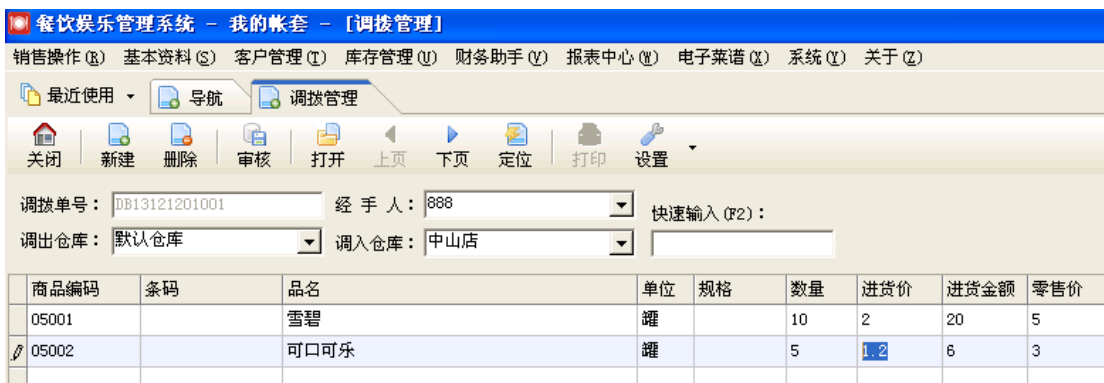 餐饮娱乐管理系统 - 我的帐套 - [调拨管理]
销售操作(R) 基本资料(S) 客户管理(T) 库存管理(U) 财务助手(V) 报表中心(W) 电子菜谱(X) 系统(Y) 关于(Z)
最近使用 导航 调拨管理
关闭 新建 删除 审核 打开 上页 下页 定位 打印 设置
调拨单号： DB13121201001 经 手 人： 888 快速输入(F2)：
调出仓库： 默认仓库 调入仓库： 中山店
商品编码 条码 品名 单位 规格 数量 进货价 进货金额 零售价
05001 雪碧 罐 10 2 20 5
05002 可口可乐 罐 5 1.2 6 3